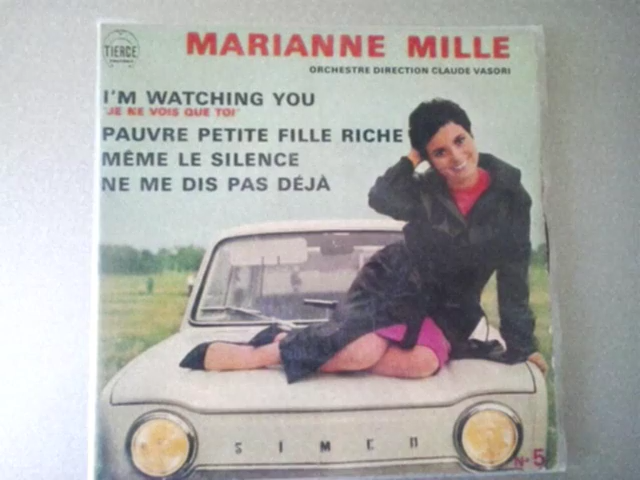 TIERCE
MARIANNE MILLE
ORCHESTRE DIRECTION CLAUDE VASORI
I'M WATCHING YOU
"JE NE VOIS QUE TOI"
PAUVRE PETITE FILLE RICHE
MÊME LE SILENCE
NE ME DIS PAS DÉJÀ
SIMCA
N° 5